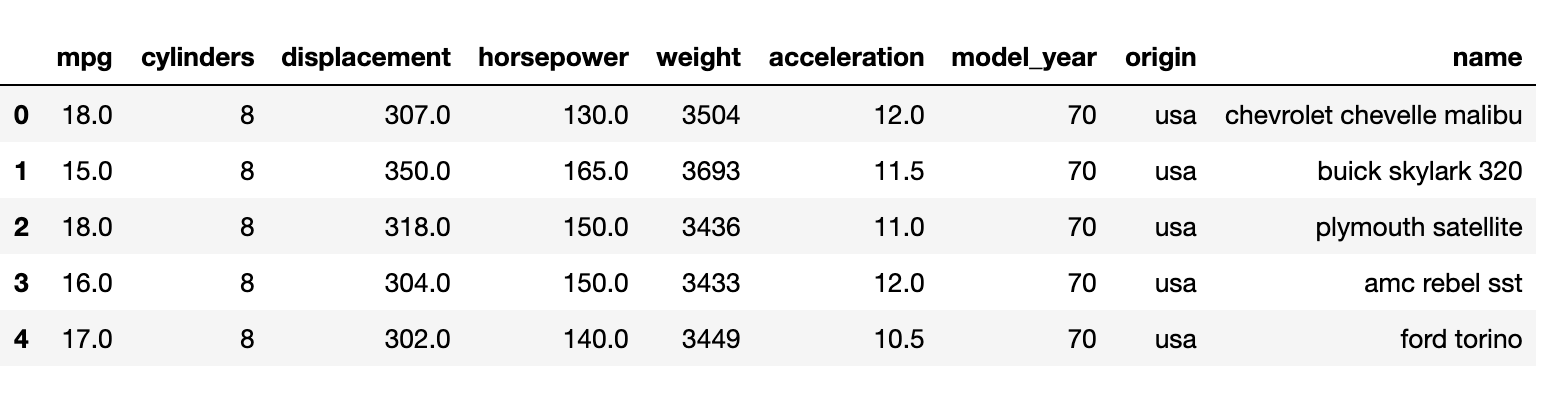 mpg cylinders displacement horsepower weight acceleration model_year origin name
0 18.0 8 307.0 130.0 3504 12.0 70 usa chevrolet chevelle malibu
1 15.0 8 350.0 165.0 3693 11.5 70 usa buick skylark 320
2 18.0 8 318.0 150.0 3436 11.0 70 usa plymouth satellite
3 16.0 8 304.0 150.0 3433 12.0 70 usa amc rebel sst
4 17.0 8 302.0 140.0 3449 10.5 70 usa ford torino